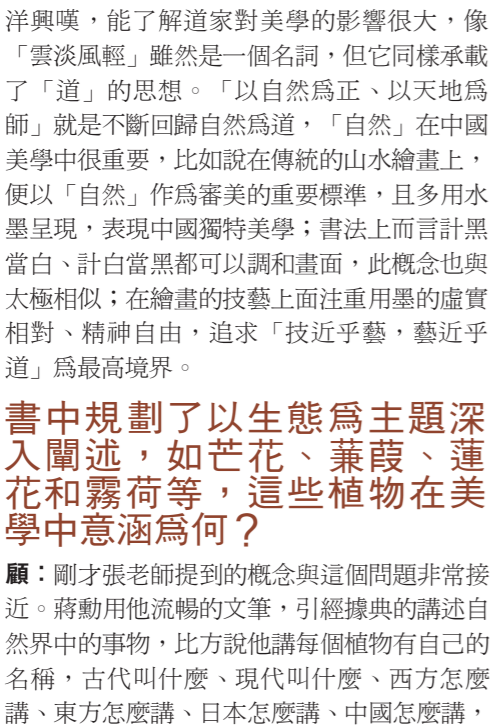 洋興嘆，能了解道家對美學的影響很大，像
「雲淡風輕」雖然是一個名詞，但它同樣承載
了「道」的思想。「以自然爲正、以天地爲
師」就是不斷回歸自然爲道，「自然」在中國
美學中很重要，比如說在傳統的山水繪畫上，
便以「自然」作爲審美的重要標準，且多用水
墨呈現，表現中國獨特美學；書法上而言計黑
當白、計白當黑都可以調和畫面，此概念也與
太極相似；在繪畫的技藝上面注重用墨的虛實
相對、精神自由，追求「技近乎藝，藝近乎
道」爲最高境界。
書中規劃了以生態爲主題深
入闡述，如芒花、蒹葭、蓮
花和霧荷等，這些植物在美
學中意涵爲何？
顧：剛才張老師提到的概念與這個問題非常接
近。蔣勳用他流暢的文筆，引經據典的講述自
然界中的事物，比方說他講每個植物有自己的
名稱，古代叫什麼、現代叫什麼、西方怎麼
講、東方怎麼講、日本怎麼講、中國怎麼講，